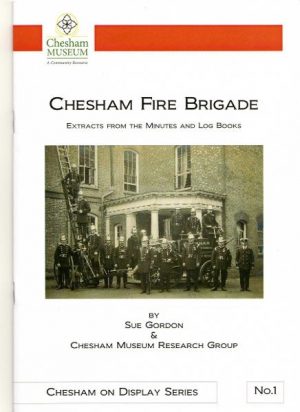 Chesham
MUSEUM
A Community Resource
CHESHAM FIRE BRIGADE
EXTRACTS FROM THE MINUTES AND LOG BOOKS
BY
SUE GORDON
&
CHESHAM MUSEUM RESEARCH GROUP
CHESHAM ON DISPLAY SERIES
No.1